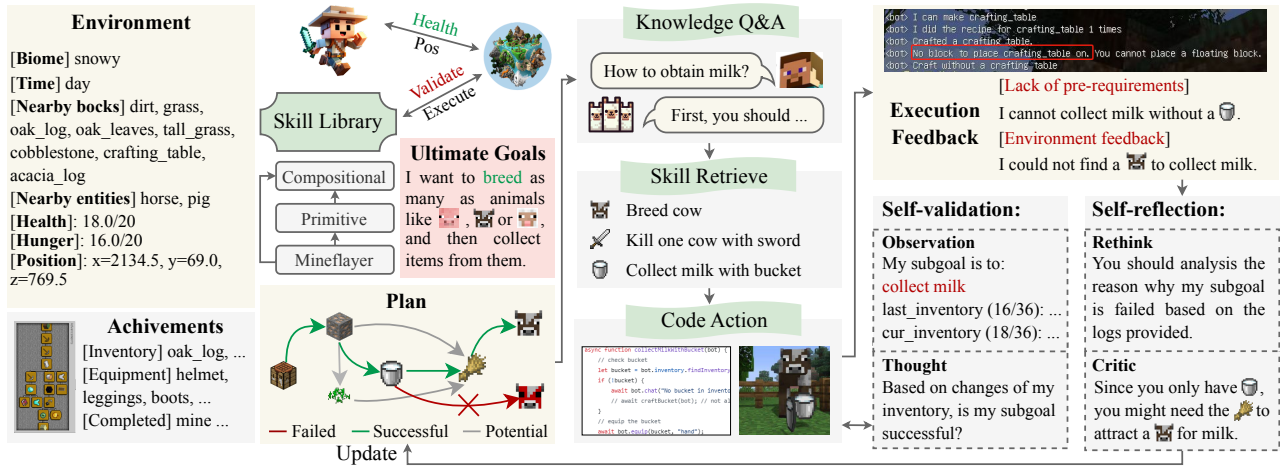 Environment
[Biome] snowy
[Time] day
[Nearby bocks] dirt, grass,
oak_log, oak_leaves, tall_grass,
cobblestone, crafting_table,
acacia_log
[Nearby entities] horse, pig
[Health]: 18.0/20
[Hunger]: 16.0/20
[Position]: x=2134.5, y=69.0,
z=769.5
Achivements
[Inventory] oak_log, ...
[Equipment] helmet,
leggings, boots, ...
[Completed] mine ...
Health
Pos
Validate
Execute
Skill Library
Compositional
Primitive
Mineflayer
Ultimate Goals
I want to breed as
many as animals
like , or ,
and then collect
items from them.
Plan
Failed
Successful
Potential
Update
Knowledge Q&A
How to obtain milk?
First, you should ...
Skill Retrieve
Breed cow
Kill one cow with sword
Collect milk with bucket
Code Action
async function collectMilkWithBucket(bot) {
// check bucket
let bucket = bot.inventory.findInventory
if (!bucket) {
await bot.chat("No bucket in invento
// await craftBucket(bot); // not al
}
// equip the bucket
await bot.equip(bucket, "hand");
<bot> I can make crafting_table
<bot> I did the recipe for crafting_table 1 times
<bot> Crafted a crafting_table.
<bot> No block to place crafting_table on. You cannot place a floating block.
<bot> Craft without a crafting_table
Execution
Feedback
[Lack of pre-requirements]
I cannot collect milk without a .
[Environment feedback]
I could not find a to collect milk.
Self-validation:
Observation
My subgoal is to:
collect milk
last_inventory (16/36): ...
cur_inventory (18/36): ...
Thought
Based on changes of my
inventory, is my subgoal
successful?
Self-reflection:
Rethink
You should analysis the
reason why my subgoal
is failed based on the
logs provided.
Critic
Since you only have ,
you might need the to
attract a for milk.